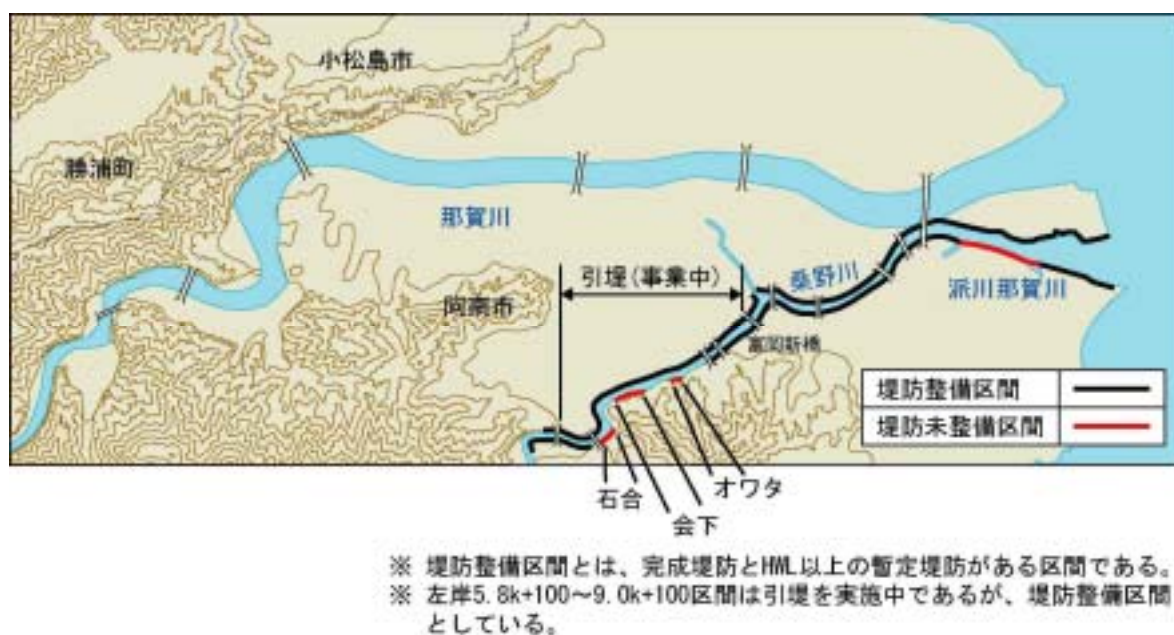 小松島市
勝浦町
那賀川
引堤(事業中)
桑野川
阿南市
派川那賀川
富岡新橋
堤防整備区間
堤防未整備区間
オワタ
石合
会下
※ 堤防整備区間とは、完成堤防とHWL以上の暫定堤防がある区間である。
※ 左岸5.8k+100～9.0k+100区間は引堤を実施中であるが、堤防整備区間
としている。